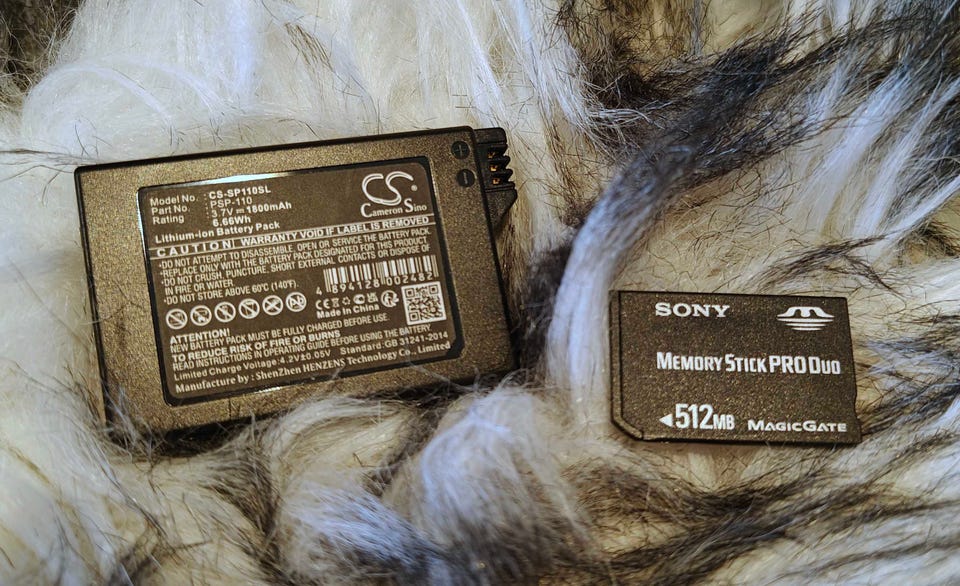 Model No. : CS-SP110SL
Part No. : PSP-110
Rating : 3.7V⎓1800mAh
6.66Wh
Lithium-ion Battery Pack
CS
Cameron Sino
CAUTION! WARRANTY VOID IF LABEL IS REMOVED
•DO NOT ATTEMPT TO DISASSEMBLE, OPEN OR SERVICE THE BATTERY PACK
•REPLACE ONLY WITH THE BATTERY PACK DESIGNATED FOR THIS PRODUCT
•DO NOT CRUSH, PUNCTURE, SHORT EXTERNAL CONTACTS OR DISPOSE OF
IN FIRE OR WATER
•DO NOT STORE ABOVE 60°C (140°F)
4 894128 002482
CE
Made in China
ATTENTION!
NEW BATTERY PACK MUST BE FULLY CHARGED BEFORE USE.
TO REDUCE RISK OF FIRE OR BURNS
READ INSTRUCTIONS IN OPERATING GUIDE BEFORE USE
Limited Charge Voltage:4.2V±0.05V Standard:GB 31241-2014
Manufacture by : ShenZhen HENZENS Technology Co., Limited
SONY
MEMORY STICK PRO DUO
◄512MB MAGICGATE